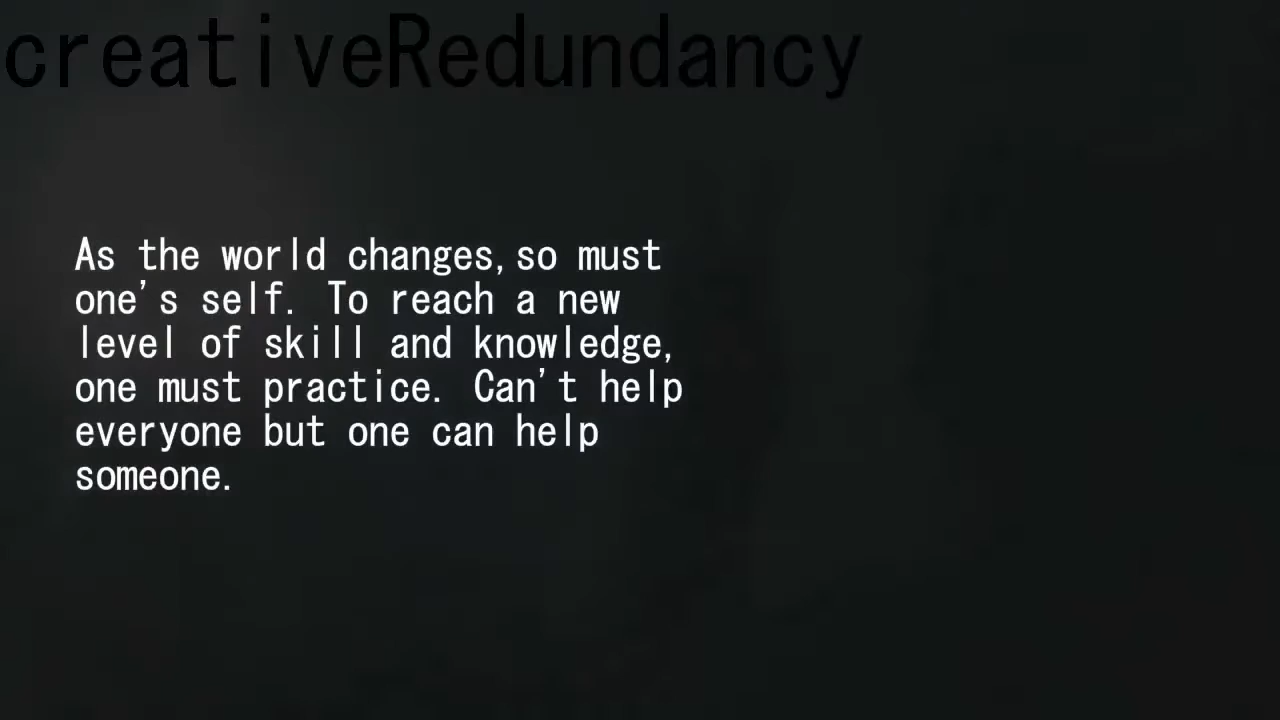 creativeRedundancy
As the world changes,so must
one's self. To reach a new
level of skill and knowledge,
one must practice. Can't help
everyone but one can help
someone.